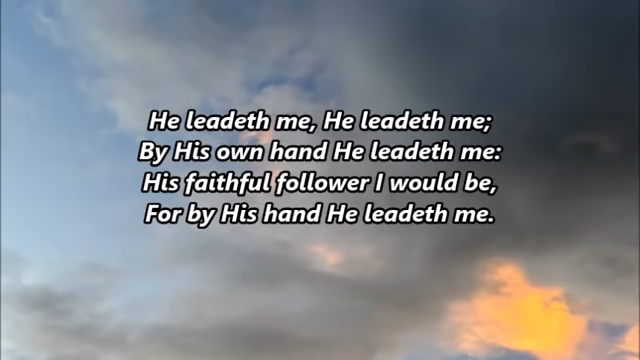 He leadeth me, He leadeth me;
By His own hand He leadeth me:
His faithful follower I would be,
For by His hand He leadeth me.